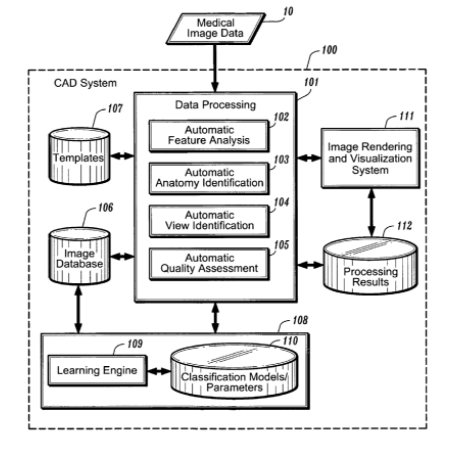 10
Medical
Image Data
100
CAD System
101
107
Templates
Data Processing
102
Automatic
Feature Analysis
103
Automatic
Anatomy Identification
104
Automatic
View Identification
105
Automatic
Quality Assessment
111
Image Rendering
and Visualization
System
106
Image
Database
112
Processing
Results
108
109
Learning Engine
110
Classification Models/
Parameters